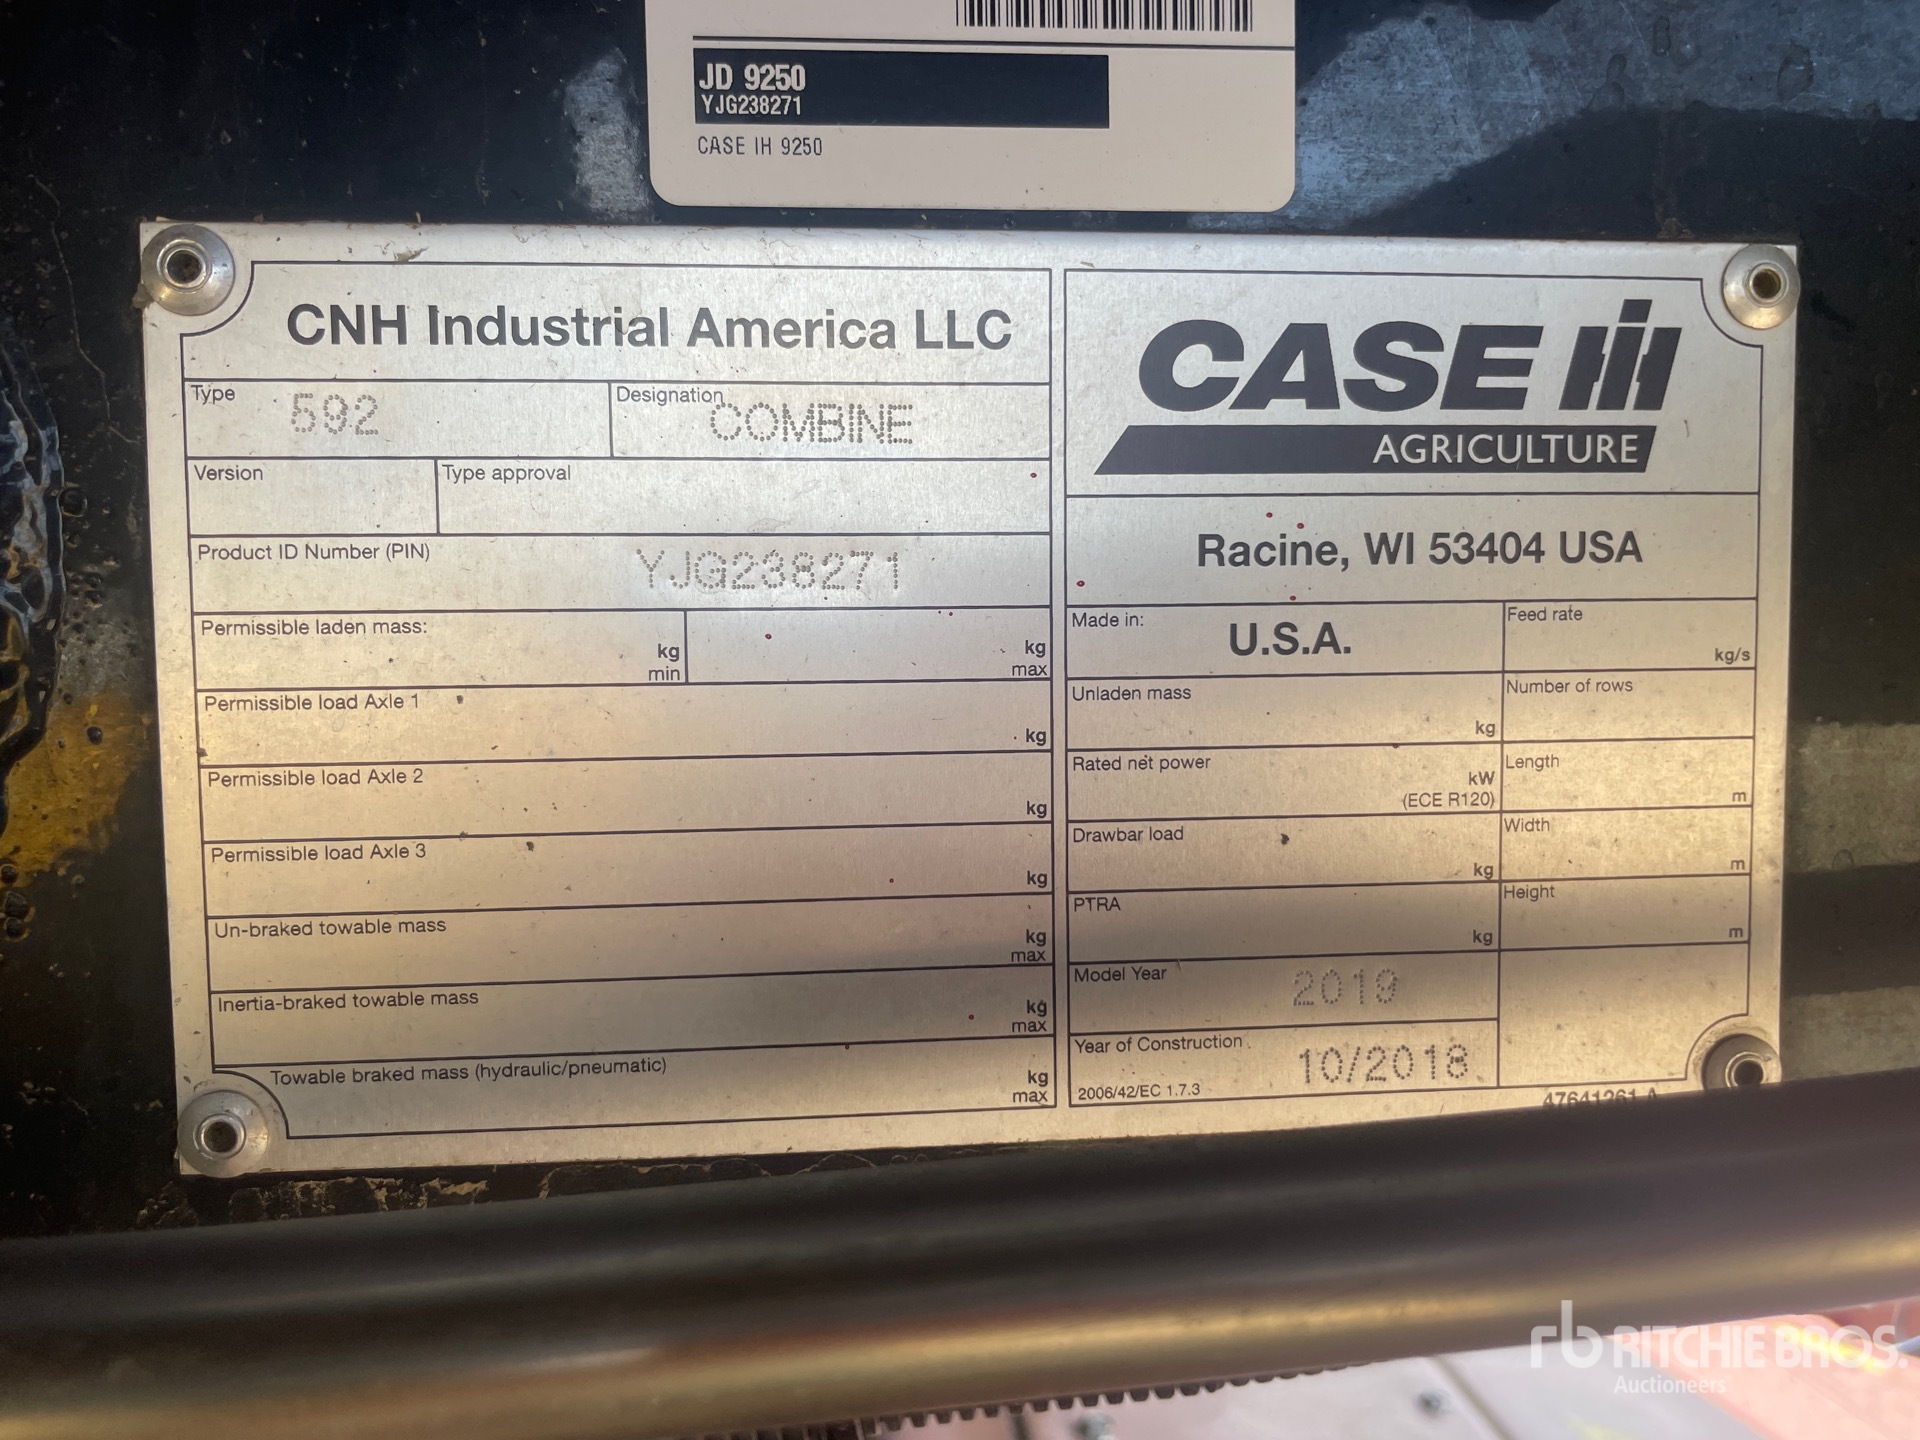 JD 9250
YJG238271
CASE IH 9250
CNH Industrial America LLC
Type 592
Designation COMBINE
Version
Type approval
Product ID Number (PIN) YJG238271
Permissible laden mass:
kg
min
kg
max
Permissible load Axle 1
kg
Permissible load Axle 2
kg
Permissible load Axle 3
kg
Un-braked towable mass
kg
max
Inertia-braked towable mass
kg
max
Towable braked mass (hydraulic/pneumatic)
kg
max
CASE IH
AGRICULTURE
Racine, WI 53404 USA
Made in: U.S.A.
Feed rate
kg/s
Unladen mass
kg
Number of rows
Rated net power
kW
(ECE R120)
Length
m
Drawbar load
kg
Width
m
PTRA
kg
Height
m
Model Year 2019
Year of Construction 10/2018
2006/42/EC 1.7.3
47641261 A
rb RITCHIE BROS.
Auctioneers